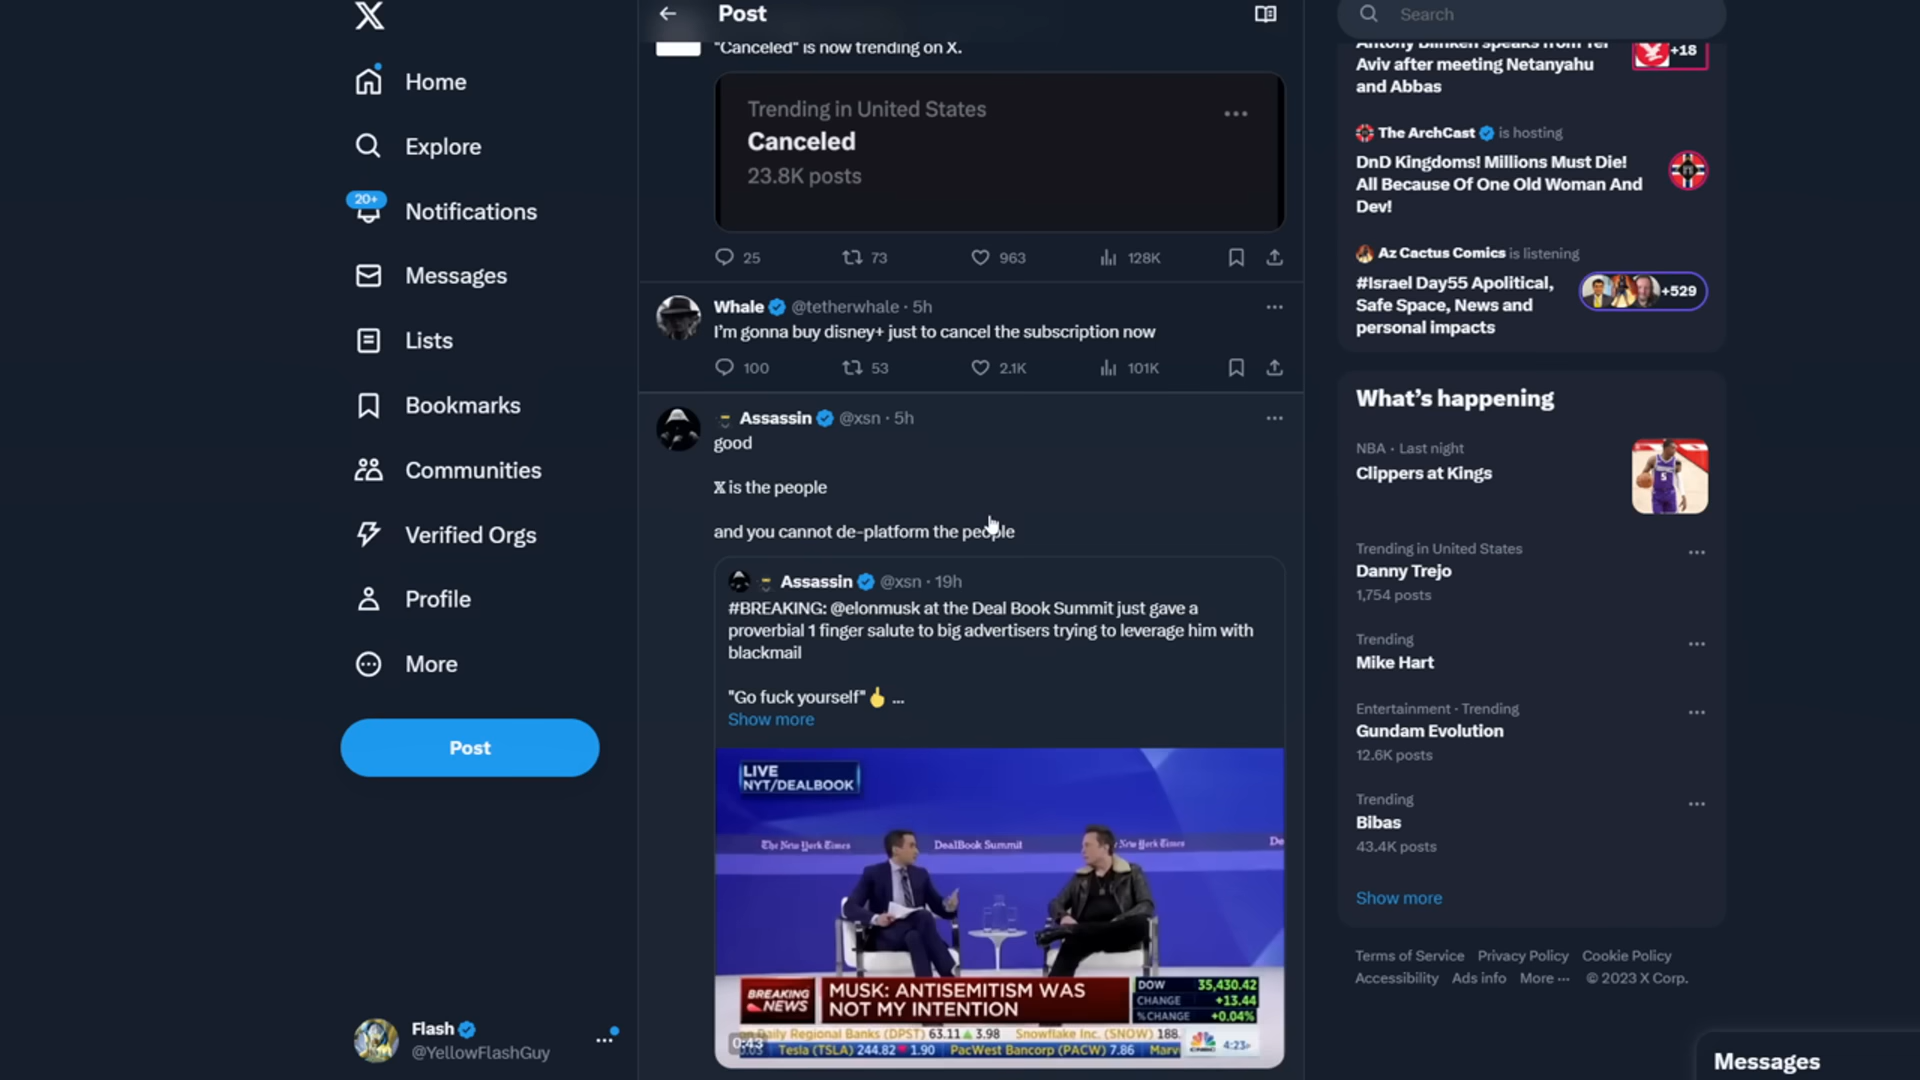 Home
Explore
20+
Notifications
Messages
Lists
Bookmarks
Communities
Verified Orgs
Profile
More
Post
Flash
@YellowFlashGuy
Post
"Canceled" is now trending on X.
Trending in United States
Canceled
23.8K posts
25 73 963 128K
Whale @tetherwhale · 5h
I'm gonna buy disney+ just to cancel the subscription now
100 53 2.1K 101K
Assassin @xsn · 5h
good
𝕏 is the people
and you cannot de-platform the people
Assassin @xsn · 19h
#BREAKING: @elonmusk at the Deal Book Summit just gave a
proverbial 1 finger salute to big advertisers trying to leverage him with
blackmail
"Go fuck yourself"👆 ...
Show more
LIVE
NYT/DEALBOOK
The New York Times DealBook Summit New York Times De
BREAKING
NEWS
MUSK: ANTISEMITISM WAS
NOT MY INTENTION
DOW 35,430.42
CHANGE +13.44
%CHANGE +0.04%
Daily Regional Banks (DPST) 63.11 ▲ 3.98 Snowflake Inc. (SNOW) 188.
0:43
Tesla (TSLA) 244.82 ▼ 1.90 PacWest Bancorp (PACW) 7.86 Marv
CNBC 4:23P
Search
Antony Blinken speaks from Tel
Aviv after meeting Netanyahu
and Abbas
+18
The ArchCast is hosting
DnD Kingdoms! Millions Must Die!
All Because Of One Old Woman And
Dev!
Az Cactus Comics is listening
#Israel Day55 Apolitical,
Safe Space, News and
personal impacts
+529
What's happening
NBA · Last night
Clippers at Kings
Trending in United States
Danny Trejo
1,754 posts
Trending
Mike Hart
Entertainment · Trending
Gundam Evolution
12.6K posts
Trending
Bibas
43.4K posts
Show more
Terms of Service Privacy Policy Cookie Policy
Accessibility Ads info More ··· © 2023 X Corp.
Messages